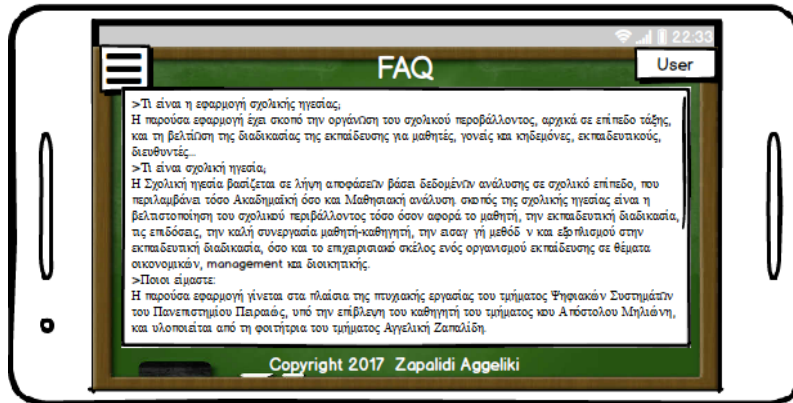 22:33
FAQ
User
>Τι είναι η εφαρμογή σχολικής ηγεσίας;
Η παρούσα εφαρμογή έχει σκοπό την οργάνωση του σχολικού περοβάλλοντος, αρχικά σε επίπεδο τάξης,
και τη βελτίωση της διαδικασίας της εκπαίδευσης για μαθητές, γονείς και κηδεμόνες, εκπαιδευτικούς,
διευθυντές...
>Τι είναι σχολική ηγεσία;
Η Σχολική ηγεσία βασίζεται σε λήψη αποφάσεων βάσει δεδομένων ανάλυσης σε σχολικό επίπεδο, που
περιλαμβάνει τόσο Ακαδημαϊκή όσο και Μαθησιακή ανάλυση. σκοπός της σχολικής ηγεσίας είναι η
βελτιστοποίηση του σχολικού περιβάλλοντος τόσο όσον αφορά το μαθητή, την εκπαιδευτική διαδικασία,
τις επιδόσεις, την καλή συνεργασία μαθητή-καθηγητή, την εισαγ γή μεθόδ ν και εξοπλισμού στην
εκπαιδευτική διαδικασία, όσο και το επιχειρισιακό σκέλος ενός οργανισμού εκπαίδευσης σε θέματα
οικονομικών, management και διοικητικής.
>Ποιοι είμαστε:
Η παρούσα εφαρμογή γίνεται στα πλαίσια της πτυχιακής εργασίας του τμήματος Ψηφιακών Συστημάτων
του Πανεπιστημίου Πειραιώς, υπό την επίβλεψη του καθηγητή του τμήματος κου Απόστολου Μηλιώνη,
και υλοποιείται από τη φοιτήτρια του τμήματος Αγγελική Ζαπαλίδη.
Copyright 2017 Zapalidi Aggeliki